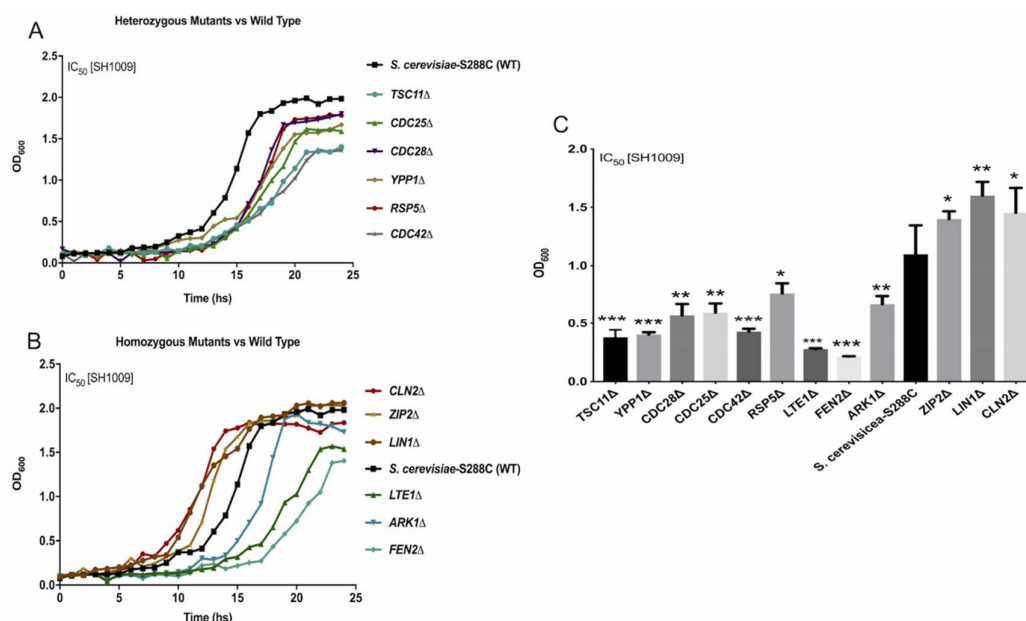 A
Heterozygous Mutants vs Wild Type
IC50 [SH1009]
OD600
2.5
2.0
1.5
1.0
0.5
0.0
0 5 10 15 20 25
Time (hs)
S. cerevisiae-S288C (WT)
TSC11Δ
CDC25Δ
CDC28Δ
YPP1Δ
RSP5Δ
CDC42Δ
B
Homozygous Mutants vs Wild Type
IC50 [SH1009]
OD600
2.5
2.0
1.5
1.0
0.5
0.0
0 5 10 15 20 25
Time (hs)
CLN2Δ
ZIP2Δ
LIN1Δ
S. cerevisiae-S288C (WT)
LTE1Δ
ARK1Δ
FEN2Δ
C
IC50 [SH1009]
OD600
2.0
1.5
1.0
0.5
0.0
*** *** ** ** *** * *** *** ** * ** *
TSC11Δ
YPP1Δ
CDC28Δ
CDC25Δ
CDC42Δ
RSP5Δ
LTE1Δ
FEN2Δ
ARK1Δ
S. cerevisicea-S288C
ZIP2Δ
LIN1Δ
CLN2Δ